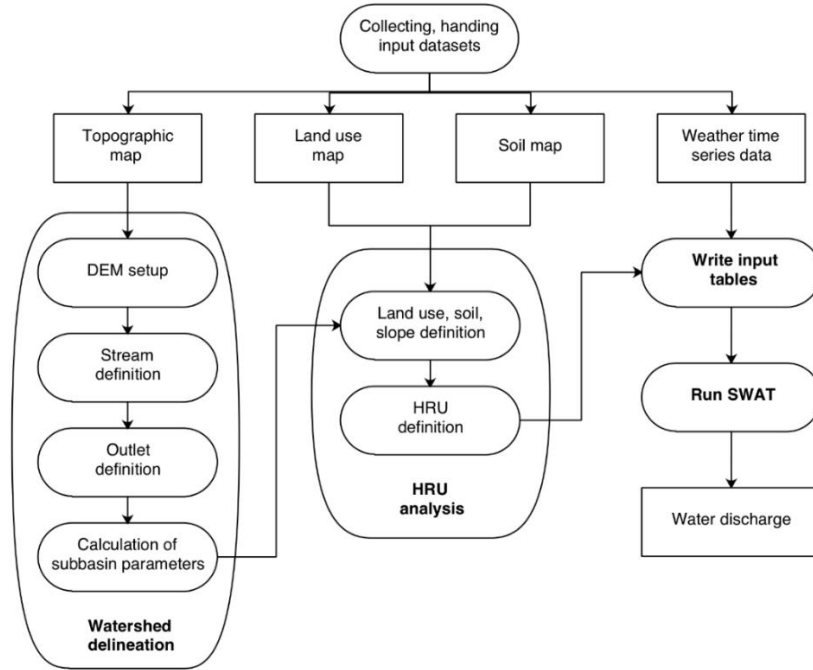 Collecting, handing
input datasets
Topographic
map
Land use
map
Soil map
Weather time
series data
DEM setup
Stream
definition
Outlet
definition
Calculation of
subbasin parameters
Watershed
delineation
Land use, soil,
slope definition
HRU
definition
HRU
analysis
Write input
tables
Run SWAT
Water discharge